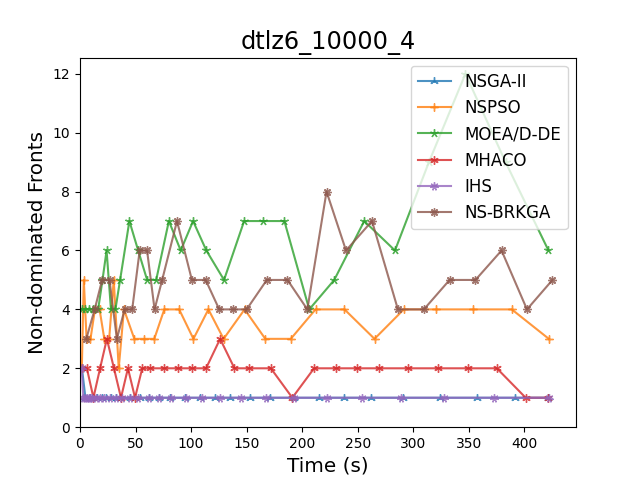 dtlz6_10000_4
12
10
8
6
4
2
0
Non-dominated Fronts
0 50 100 150 200 250 300 350 400
Time (s)
NSGA-II
NSPSO
MOEA/D-DE
MHACO
IHS
NS-BRKGA